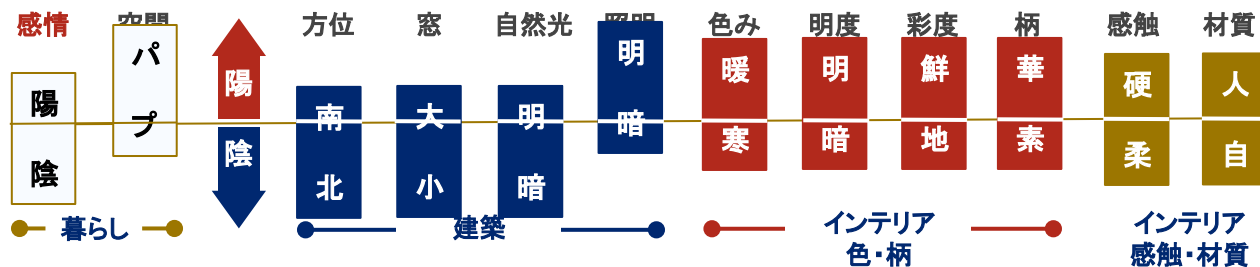 感情 空間 方位 窓 自然光 照明 色み 明度 彩度 柄 感触 材質
陽
陰
パ
プ
陽
陰
南
北
大
小
明
暗
明
暗
暖
寒
明
暗
鮮
地
華
素
硬
柔
人
自
暮らし
建築
インテリア
色・柄
インテリア
感触・材質